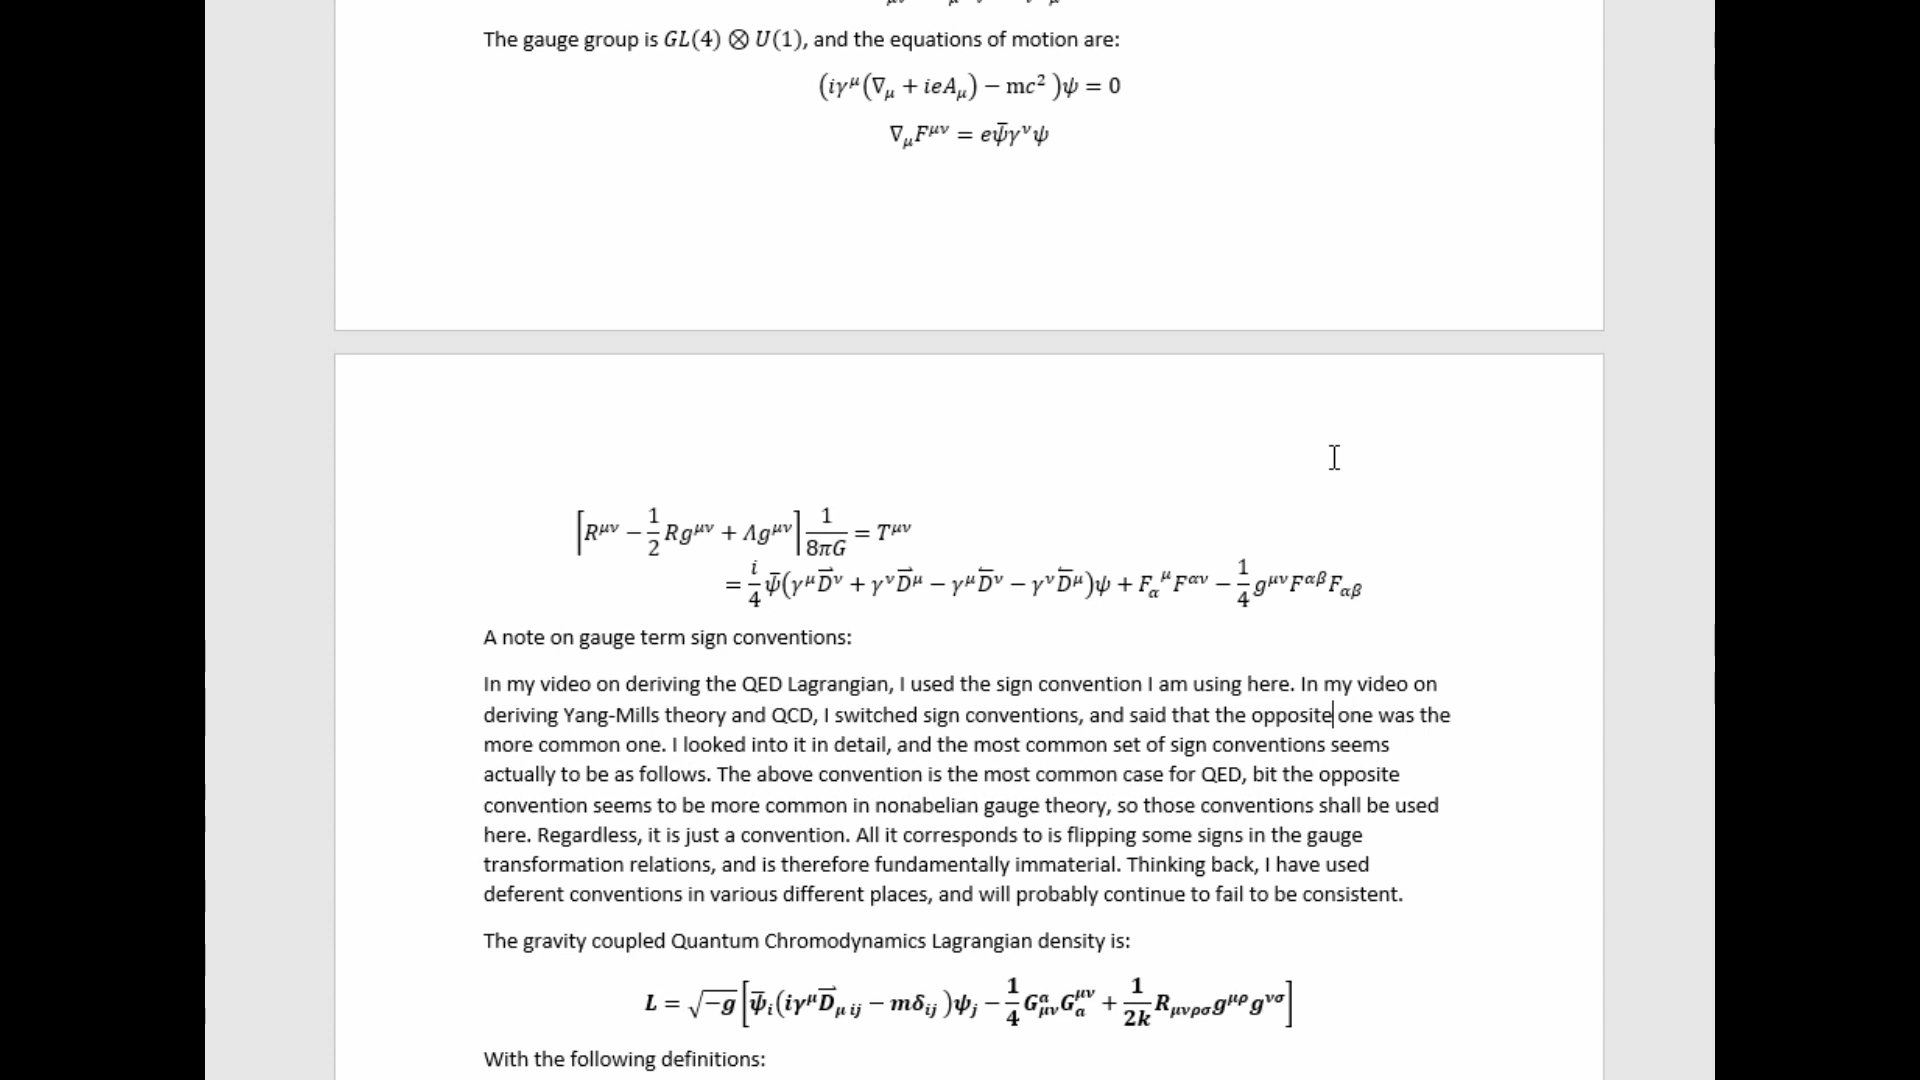 The gauge group is GL(4) ⊗ U(1), and the equations of motion are:
(iγ^μ(∇_μ + ieA_μ) − mc²)ψ = 0
∇_μF^{μν} = eψ̄γ^νψ
[R^{μν} − 1/2 Rg^{μν} + Λg^{μν}] 1/(8πG) = T^{μν}
= i/4 ψ̄(γ^μD⃗^ν + γ^νD⃗^μ − γ^μD⃖^ν − γ^νD⃖^μ)ψ + F_α^μF^{αν} − 1/4 g^{μν}F^{αβ}F_{αβ}
A note on gauge term sign conventions:
In my video on deriving the QED Lagrangian, I used the sign convention I am using here. In my video on
deriving Yang-Mills theory and QCD, I switched sign conventions, and said that the opposite one was the
more common one. I looked into it in detail, and the most common set of sign conventions seems
actually to be as follows. The above convention is the most common case for QED, bit the opposite
convention seems to be more common in nonabelian gauge theory, so those conventions shall be used
here. Regardless, it is just a convention. All it corresponds to is flipping some signs in the gauge
transformation relations, and is therefore fundamentally immaterial. Thinking back, I have used
deferent conventions in various different places, and will probably continue to fail to be consistent.
The gravity coupled Quantum Chromodynamics Lagrangian density is:
L = √−g[ψ̄_i(iγ^μD⃗_{μ ij} − mδ_{ij})ψ_j − 1/4 G^a_{μν}G_a^{μν} + 1/(2k) R_{μνρσ}g^{μρ}g^{νσ}]
With the following definitions: